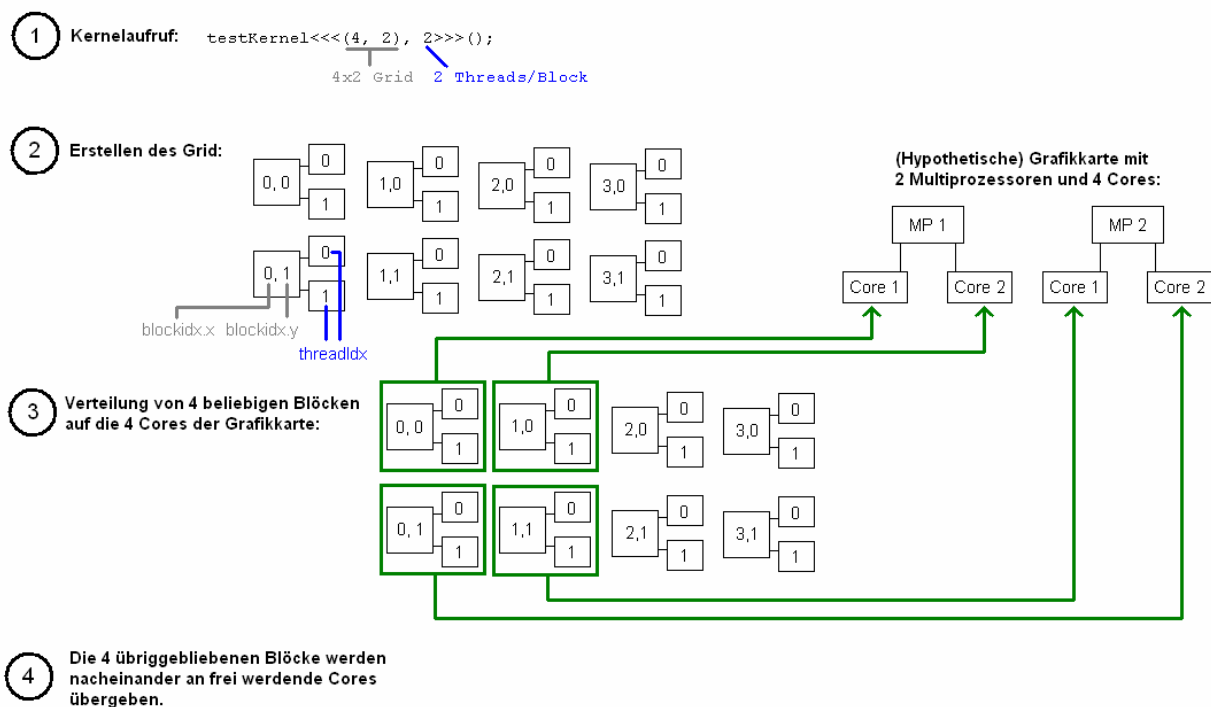 1
Kernelaufruf: testKernel<<<(4, 2), 2>>>();
4x2 Grid 2 Threads/Block
2
Erstellen des Grid:
0, 0 0 1
1,0 0 1
2,0 0 1
3,0 0 1
0, 1 0 1
1,1 0 1
2,1 0 1
3,1 0 1
blockidx.x blockidx.y
threadIdx
(Hypothetische) Grafikkarte mit
2 Multiprozessoren und 4 Cores:
MP 1 MP 2
Core 1 Core 2 Core 1 Core 2
3
Verteilung von 4 beliebigen Blöcken
auf die 4 Cores der Grafikkarte:
0, 0 0 1
1,0 0 1
2,0 0 1
3,0 0 1
0, 1 0 1
1,1 0 1
2,1 0 1
3,1 0 1
4
Die 4 übriggebliebenen Blöcke werden
nacheinander an frei werdende Cores
übergeben.